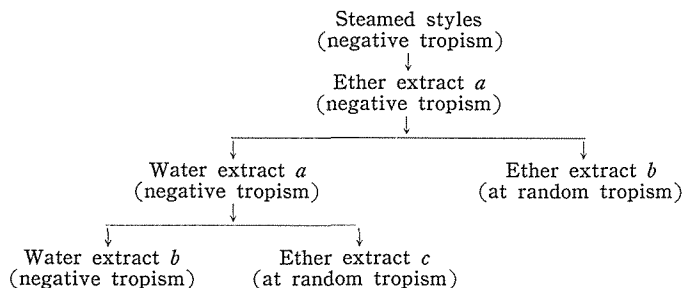 Steamed styles
(negative tropism)
Ether extract a
(negative tropism)
Water extract a
(negative tropism)
Ether extract b
(at random tropism)
Water extract b
(negative tropism)
Ether extract c
(at random tropism)